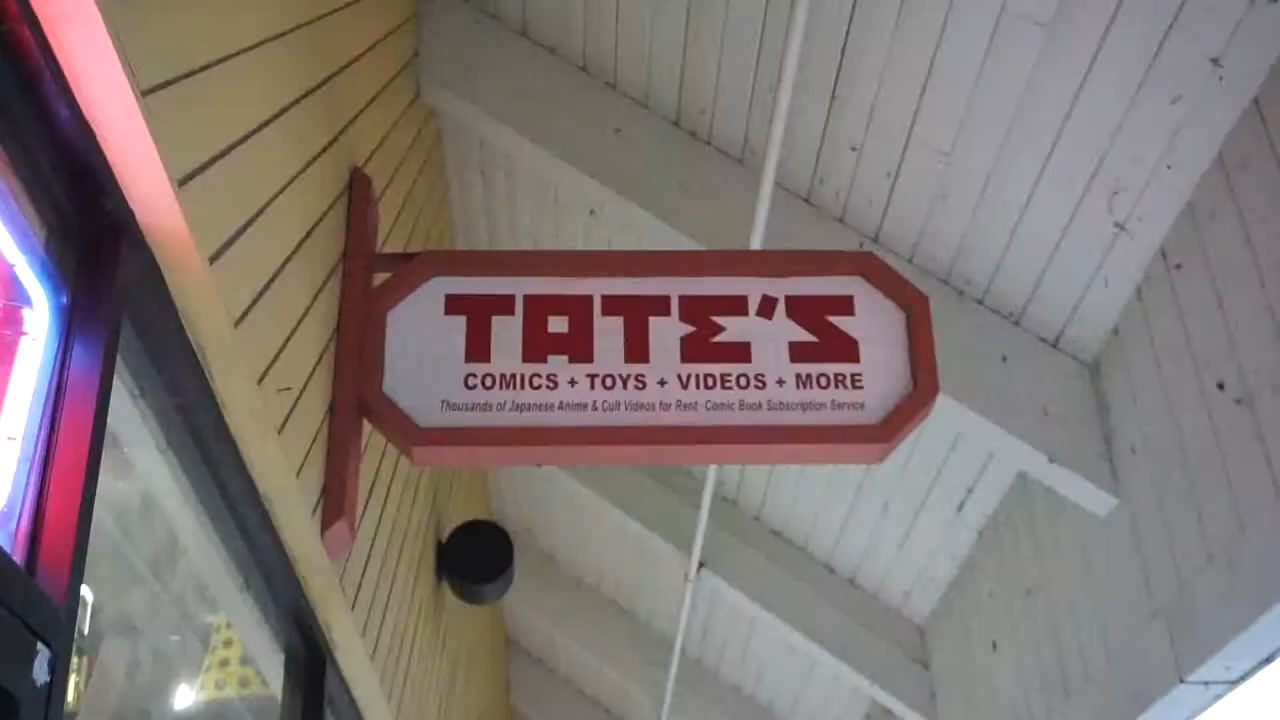 TATE'S
COMICS + TOYS + VIDEOS + MORE
Thousands of Japanese Anime & Cult Videos for Rent · Comic Book Subscription Service